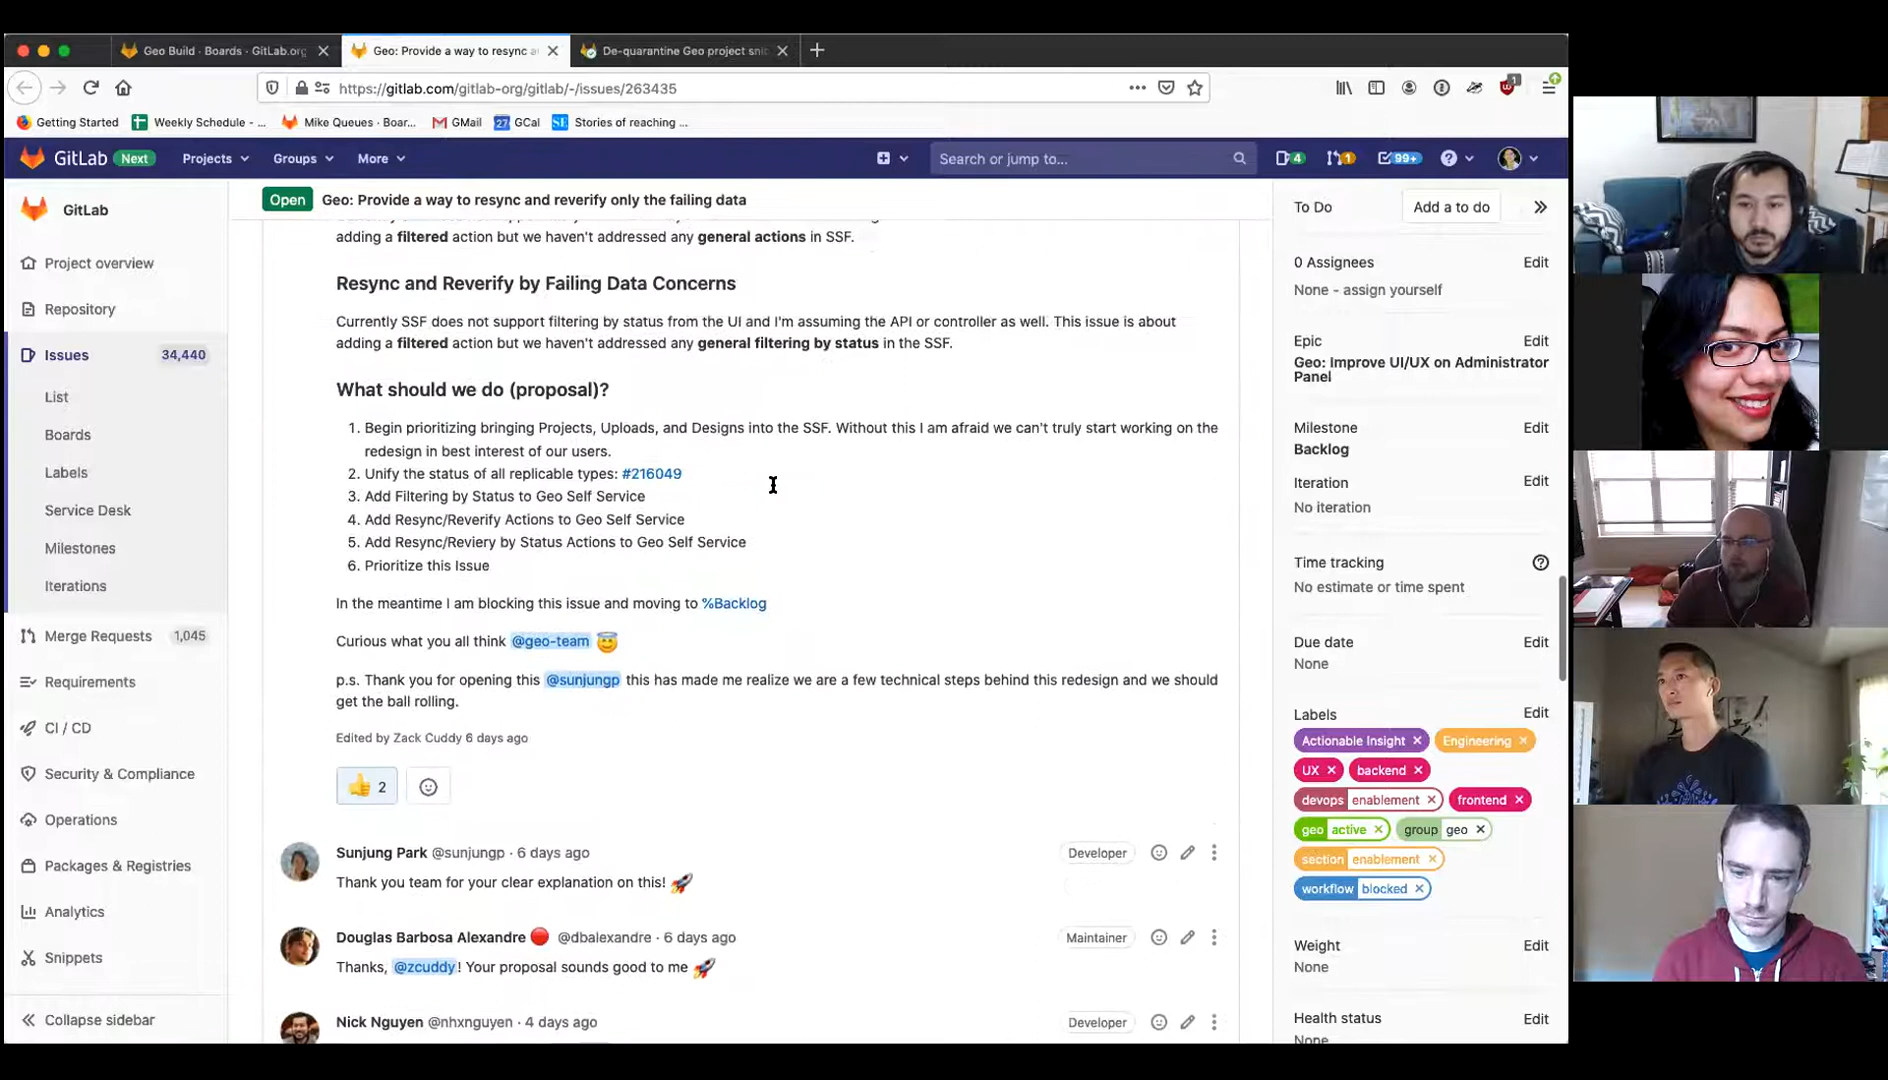 Geo Build · Boards · GitLab.org
Geo: Provide a way to resync a
De-quarantine Geo project sni
https://gitlab.com/gitlab-org/gitlab/-/issues/263435
1
Getting Started
Weekly Schedule - ...
Mike Queues · Boar...
GMail
27
GCal
SE
Stories of reaching ...
GitLab
Next
Projects
Groups
More
Search or jump to...
4
1
99+
GitLab
Project overview
Repository
Issues 34,440
List
Boards
Labels
Service Desk
Milestones
Iterations
Merge Requests 1,045
Requirements
CI / CD
Security & Compliance
Operations
Packages & Registries
Analytics
Snippets
Collapse sidebar
Open Geo: Provide a way to resync and reverify only the failing data
adding a filtered action but we haven't addressed any general actions in SSF.
Resync and Reverify by Failing Data Concerns
Currently SSF does not support filtering by status from the UI and I'm assuming the API or controller as well. This issue is about
adding a filtered action but we haven't addressed any general filtering by status in the SSF.
What should we do (proposal)?
1. Begin prioritizing bringing Projects, Uploads, and Designs into the SSF. Without this I am afraid we can't truly start working on the
redesign in best interest of our users.
2. Unify the status of all replicable types: #216049
3. Add Filtering by Status to Geo Self Service
4. Add Resync/Reverify Actions to Geo Self Service
5. Add Resync/Reviery by Status Actions to Geo Self Service
6. Prioritize this Issue
In the meantime I am blocking this issue and moving to %Backlog
Curious what you all think @geo-team 😇
p.s. Thank you for opening this @sunjungp this has made me realize we are a few technical steps behind this redesign and we should
get the ball rolling.
Edited by Zack Cuddy 6 days ago
👍 2
Sunjung Park @sunjungp · 6 days ago
Developer
Thank you team for your clear explanation on this! 🚀
Douglas Barbosa Alexandre 🔴 @dbalexandre · 6 days ago
Maintainer
Thanks, @zcuddy! Your proposal sounds good to me 🚀
Nick Nguyen @nhxnguyen · 4 days ago
Developer
To Do
Add a to do
0 Assignees Edit
None - assign yourself
Epic Edit
Geo: Improve UI/UX on Administrator
Panel
Milestone Edit
Backlog
Iteration Edit
No iteration
Time tracking
No estimate or time spent
Due date Edit
None
Labels Edit
Actionable Insight Engineering
UX backend
devops enablement frontend
geo active group geo
section enablement
workflow blocked
Weight Edit
None
Health status Edit
None